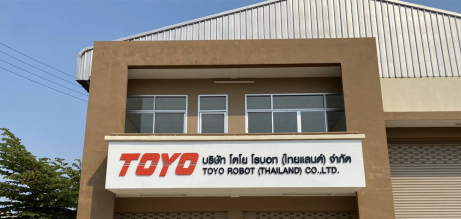 TOYO
บริษัท โตโย โรบอท (ไทยแลนด์) จำกัด
TOYO ROBOT (THAILAND) CO.,LTD.